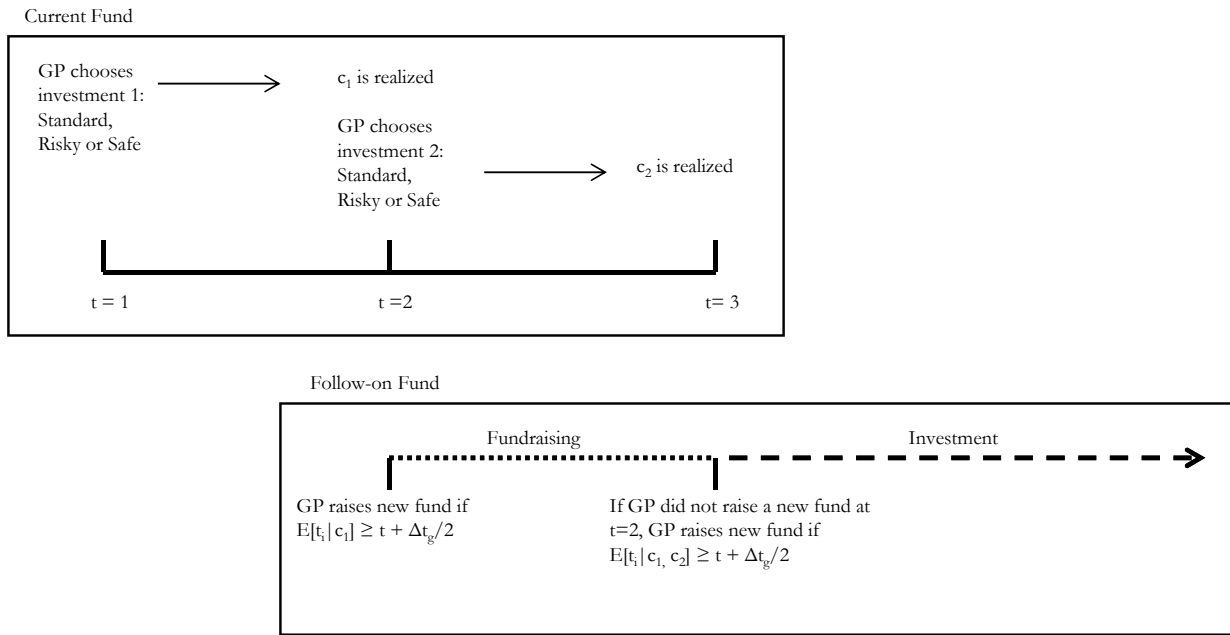 Current Fund
GP chooses
investment 1:
Standard,
Risky or Safe
c₁ is realized
GP chooses
investment 2:
Standard,
Risky or Safe
c₂ is realized
t = 1
t =2
t= 3
Follow-on Fund
Fundraising
Investment
GP raises new fund if
E[tᵢ|c₁] ≥ t + Δt_g/2
If GP did not raise a new fund at
t=2, GP raises new fund if
E[tᵢ|c₁, c₂] ≥ t + Δt_g/2